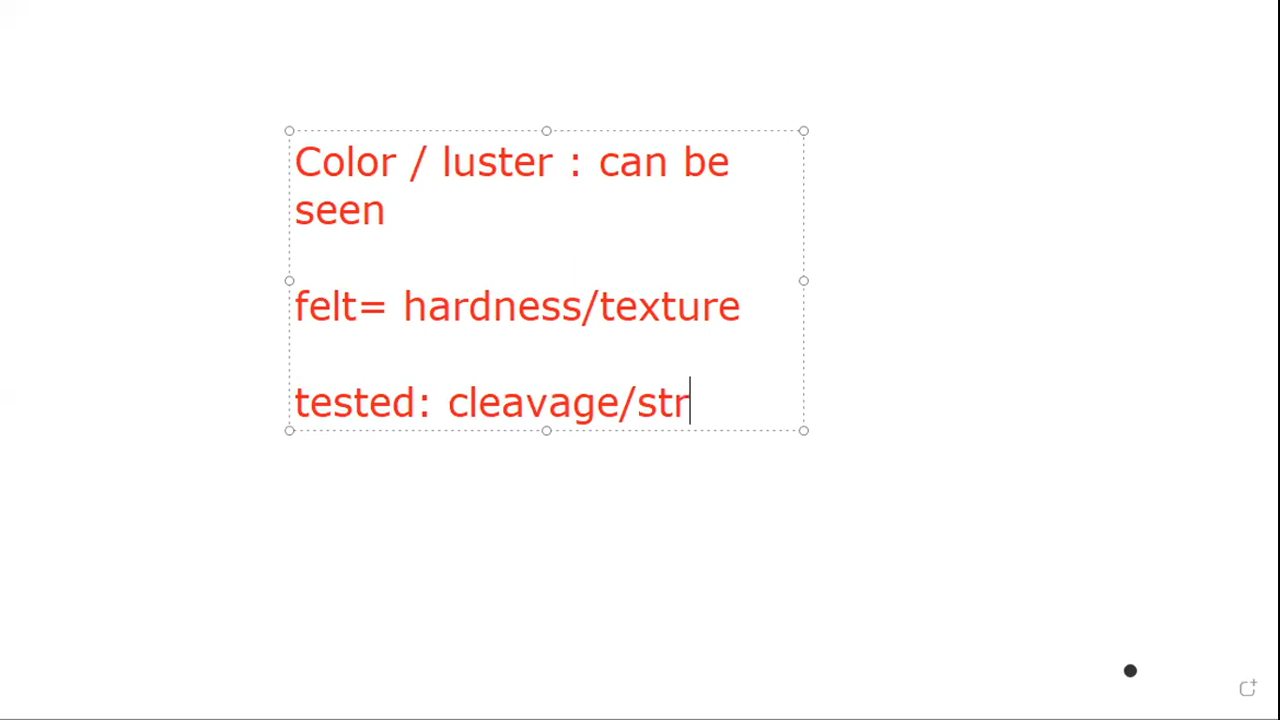 Color / luster : can be
seen
felt= hardness/texture
tested: cleavage/str